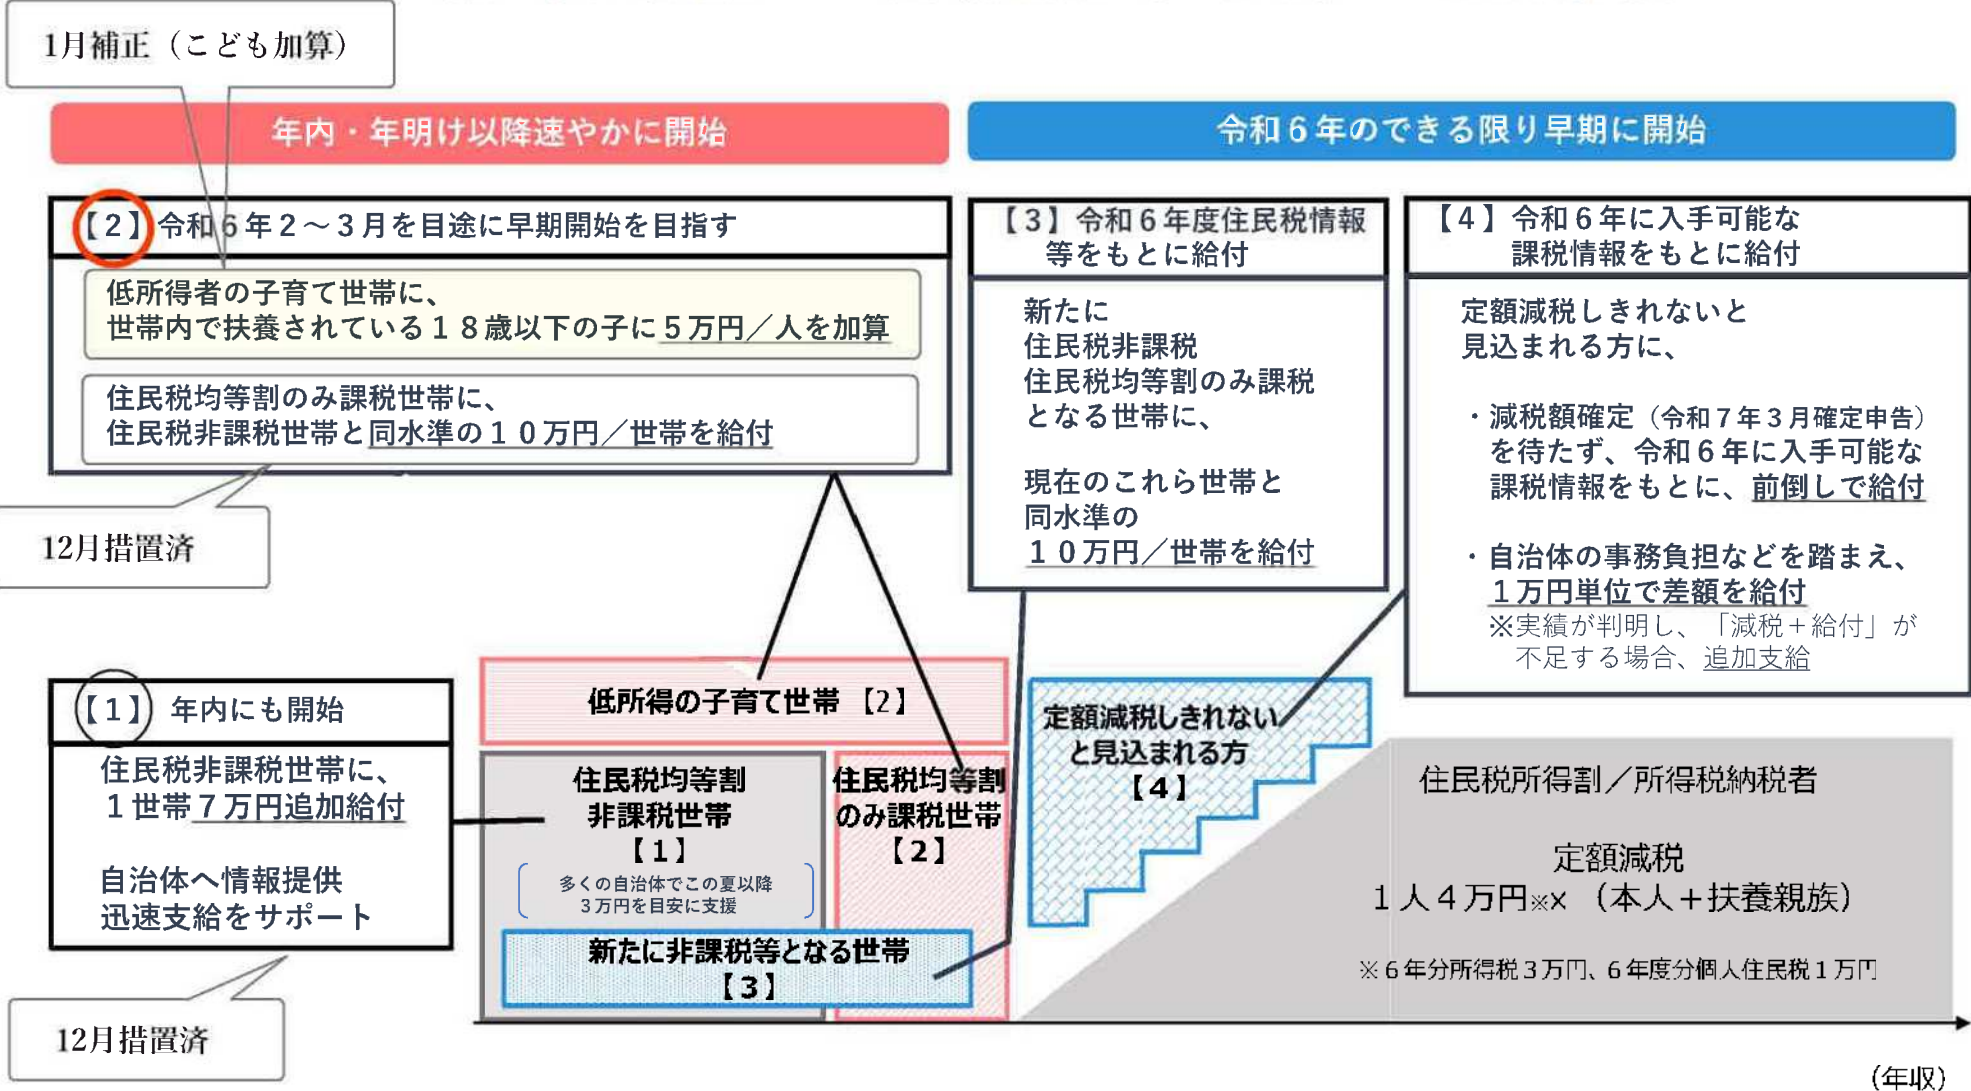 1月補正（こども加算）
年内・年明け以降速やかに開始
令和６年のできる限り早期に開始
【２】令和６年２～３月を目途に早期開始を目指す
低所得者の子育て世帯に、
世帯内で扶養されている１８歳以下の子に５万円／人を加算
住民税均等割のみ課税世帯に、
住民税非課税世帯と同水準の１０万円／世帯を給付
12月措置済
【３】令和６年度住民税情報
等をもとに給付
新たに
住民税非課税
住民税均等割のみ課税
となる世帯に、
現在のこれら世帯と
同水準の
１０万円／世帯を給付
【４】令和６年に入手可能な
課税情報をもとに給付
定額減税しきれないと
見込まれる方に、
・減税額確定（令和７年３月確定申告）
を待たず、令和６年に入手可能な
課税情報をもとに、前倒しで給付
・自治体の事務負担などを踏まえ、
１万円単位で差額を給付
※実績が判明し、「減税＋給付」が
不足する場合、追加支給
【１】年内にも開始
住民税非課税世帯に、
１世帯７万円追加給付
自治体へ情報提供
迅速支給をサポート
12月措置済
低所得の子育て世帯【2】
住民税均等割
非課税世帯
【１】
多くの自治体でこの夏以降
３万円を目安に支援
住民税均等割
のみ課税世帯
【２】
新たに非課税等となる世帯
【３】
定額減税しきれない
と見込まれる方
【４】
住民税所得割／所得税納税者
定額減税
１人４万円※×（本人＋扶養親族）
※６年分所得税３万円、６年度分個人住民税１万円
（年収）